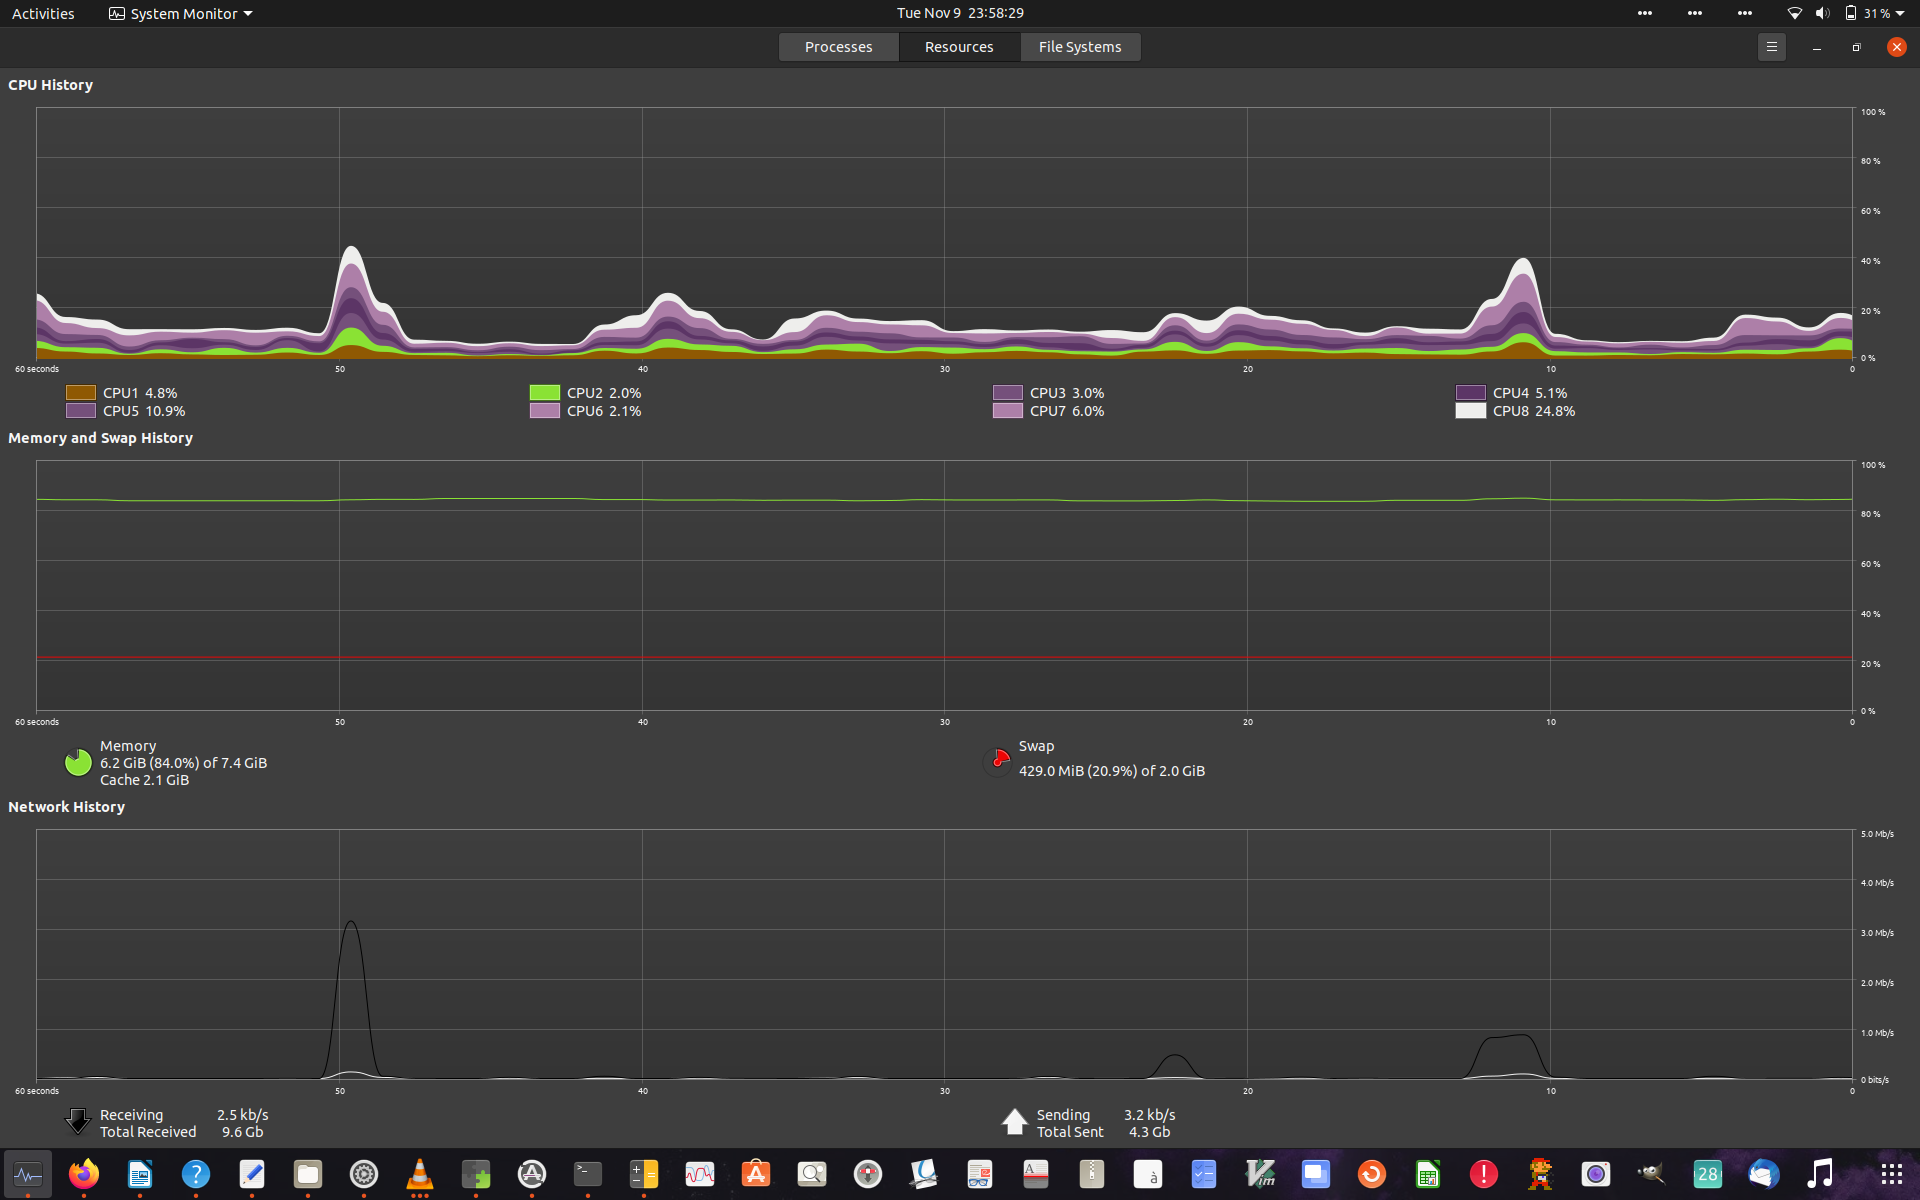 Activities System Monitor Tue Nov 9 23:58:29 31 %
Processes Resources File Systems
CPU History
100 %
80 %
60 %
40 %
20 %
0 %
60 seconds 50 40 30 20 10 0
CPU1 4.8% CPU2 2.0% CPU3 3.0% CPU4 5.1%
CPU5 10.9% CPU6 2.1% CPU7 6.0% CPU8 24.8%
Memory and Swap History
100 %
80 %
60 %
40 %
20 %
0 %
60 seconds 50 40 30 20 10 0
Memory
6.2 GiB (84.0%) of 7.4 GiB
Cache 2.1 GiB
Swap
429.0 MiB (20.9%) of 2.0 GiB
Network History
5.0 Mb/s
4.0 Mb/s
3.0 Mb/s
2.0 Mb/s
1.0 Mb/s
0 bits/s
60 seconds 50 40 30 20 10 0
Receiving 2.5 kb/s
Total Received 9.6 Gb
Sending 3.2 kb/s
Total Sent 4.3 Gb
28